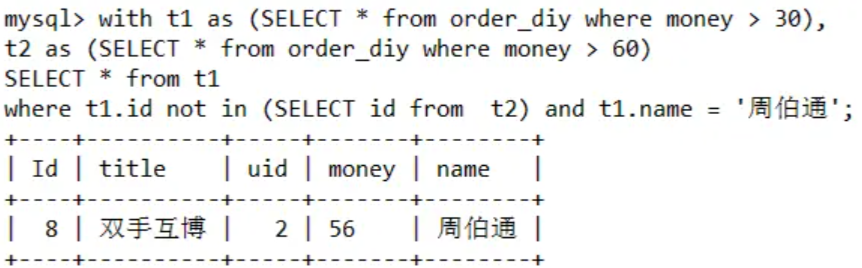 mysql> with t1 as (SELECT * from order_diy where money > 30),
t2 as (SELECT * from order_diy where money > 60)
SELECT * from t1
where t1.id not in (SELECT id from  t2) and t1.name = '周伯通';
+----+----------+-----+-------+--------+
| Id | title    | uid | money | name   |
+----+----------+-----+-------+--------+
|  8 | 双手互博 |   2 | 56    | 周伯通 |
+----+----------+-----+-------+--------+